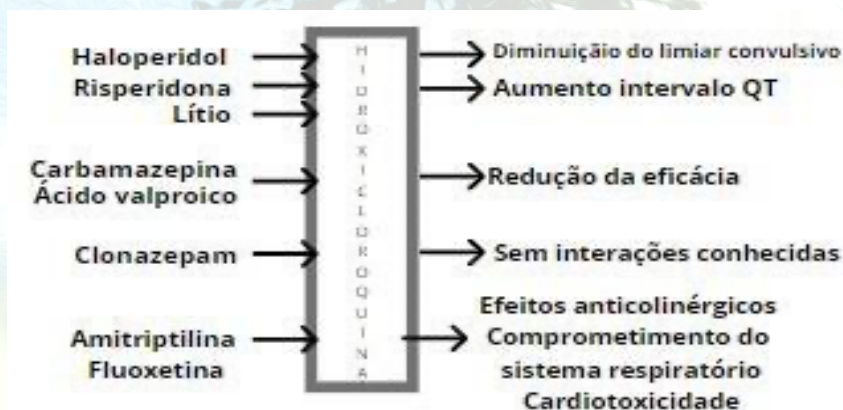 Haloperidol
Risperidona
Lítio
Carbamazepina
Ácido valproico
Clonazepam
Amitriptilina
Fluoxetina
HIDROXICLOROQUINA
Diminuição do limiar convulsivo
Aumento intervalo QT
Redução da eficácia
Sem interações conhecidas
Efeitos anticolinérgicos
Comprometimento do
sistema respiratório
Cardiotoxicidade